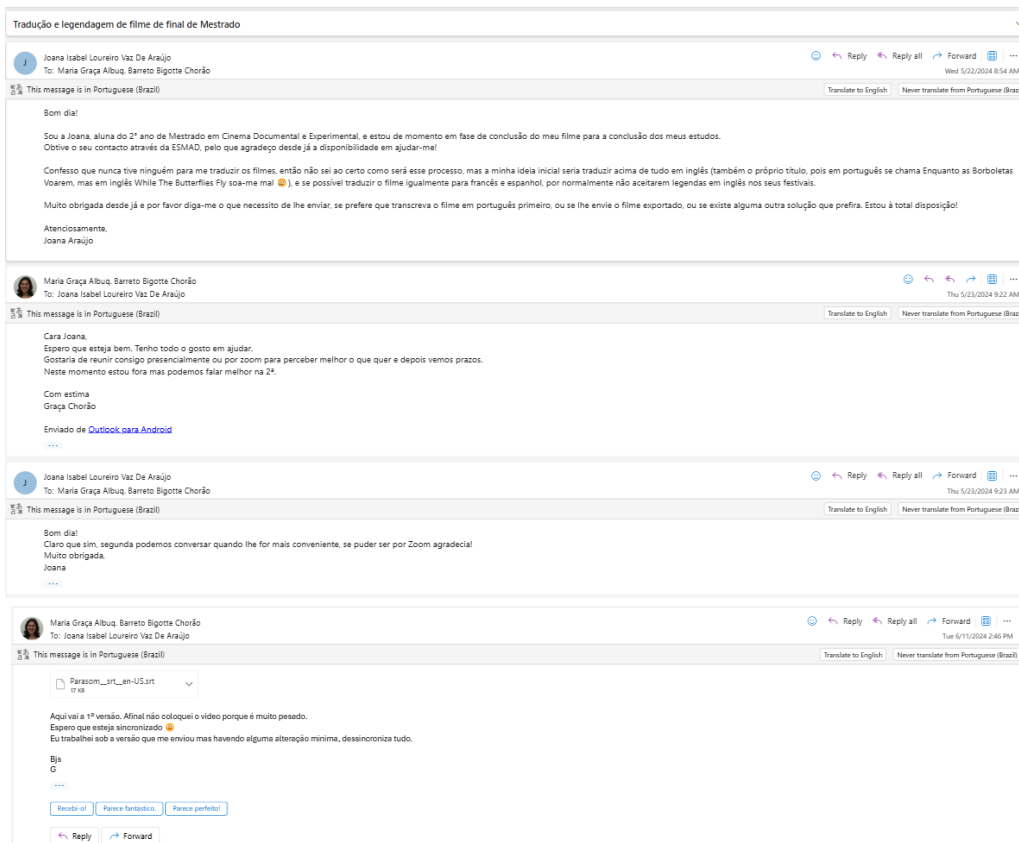 Tradução e legendagem de filme de final de Mestrado
J
Joana Isabel Loureiro Vaz De Araújo
To: Maria Graça Albuq. Barreto Bigotte Chorão
Reply Reply all Forward
Wed 5/22/2024 8:54 AM
This message is in Portuguese (Brazil)
Translate to English
Never translate from Portuguese (Braz
Bom dia!
Sou a Joana, aluna do 2º ano de Mestrado em Cinema Documental e Experimental, e estou de momento em fase de conclusão do meu filme para a conclusão dos meus estudos.
Obtive o seu contacto através da ESMAD, pelo que agradeço desde já a disponibilidade em ajudar-me!
Confesso que nunca tive ninguém para me traduzir os filmes, então não sei ao certo como será esse processo, mas a minha ideia inicial seria traduzir acima de tudo em inglês (também o próprio título, pois em português se chama Enquanto as Borboletas
Voarem, mas em inglês While The Butterflies Fly soa-me mal 😅), e se possível traduzir o filme igualmente para francês e espanhol, por normalmente não aceitarem legendas em inglês nos seus festivais.
Muito obrigada desde já e por favor diga-me o que necessito de lhe enviar, se prefere que transcreva o filme em português primeiro, ou se lhe envie o filme exportado, ou se existe alguma outra solução que prefira. Estou à total disposição!
Atenciosamente,
Joana Araújo
Maria Graça Albuq. Barreto Bigotte Chorão
To: Joana Isabel Loureiro Vaz De Araújo
Thu 5/23/2024 9:22 AM
This message is in Portuguese (Brazil)
Translate to English
Never translate from Portuguese (Braz
Cara Joana,
Espero que esteja bem. Tenho todo o gosto em ajudar.
Gostaria de reunir consigo presencialmente ou por zoom para perceber melhor o que quer e depois vemos prazos.
Neste momento estou fora mas podemos falar melhor na 2ª.
Com estima
Graça Chorão
Enviado de Outlook para Android
J
Joana Isabel Loureiro Vaz De Araújo
To: Maria Graça Albuq. Barreto Bigotte Chorão
Reply Reply all Forward
Thu 5/23/2024 9:23 AM
This message is in Portuguese (Brazil)
Translate to English
Never translate from Portuguese (Braz
Bom dia!
Claro que sim, segunda podemos conversar quando lhe for mais conveniente, se puder ser por Zoom agradecia!
Muito obrigada,
Joana
Maria Graça Albuq. Barreto Bigotte Chorão
To: Joana Isabel Loureiro Vaz De Araújo
Reply Reply all Forward
Tue 6/11/2024 2:46 PM
This message is in Portuguese (Brazil)
Translate to English
Never translate from Portuguese (Brazil)
Parasom__srt__en-US.srt
17 KB
Aqui vai a 1ª versão. Afinal não coloquei o video porque é muito pesado.
Espero que esteja sincronizado 😅
Eu trabalhei sob a versão que me enviou mas havendo alguma alteração minima, dessincroniza tudo.
Bjs
G
Recebi-o!
Parece fantastico.
Parece perfeito!
Reply Forward